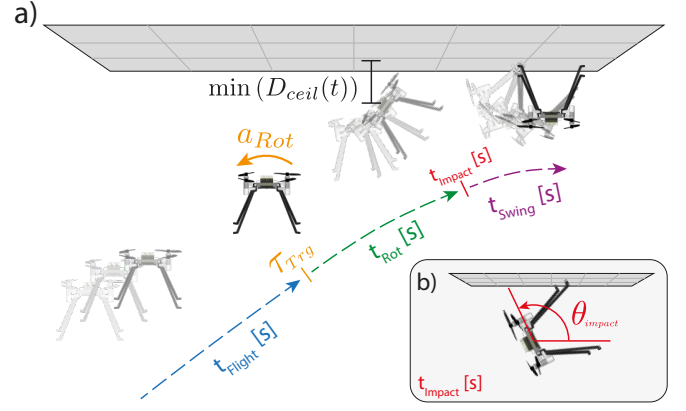 a)
min (D_ceil(t))
a_Rot
t_Impact [s]
t_Swing [s]
τ_Trg
t_Rot [s]
t_Flight [s]
b)
θ_impact
t_Impact [s]